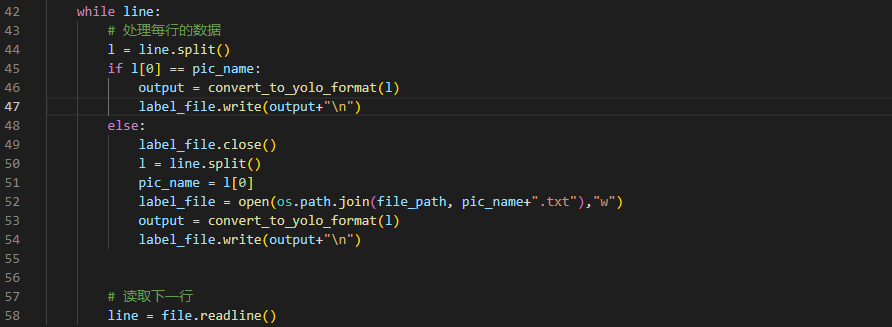 42 while line:
43 # 处理每行的数据
44 l = line.split()
45 if l[0] == pic_name:
46 output = convert_to_yolo_format(l)
47 label_file.write(output+"\n")
48 else:
49 label_file.close()
50 l = line.split()
51 pic_name = l[0]
52 label_file = open(os.path.join(file_path, pic_name+".txt"),"w")
53 output = convert_to_yolo_format(l)
54 label_file.write(output+"\n")
55
56
57 # 读取下一行
58 line = file.readline()